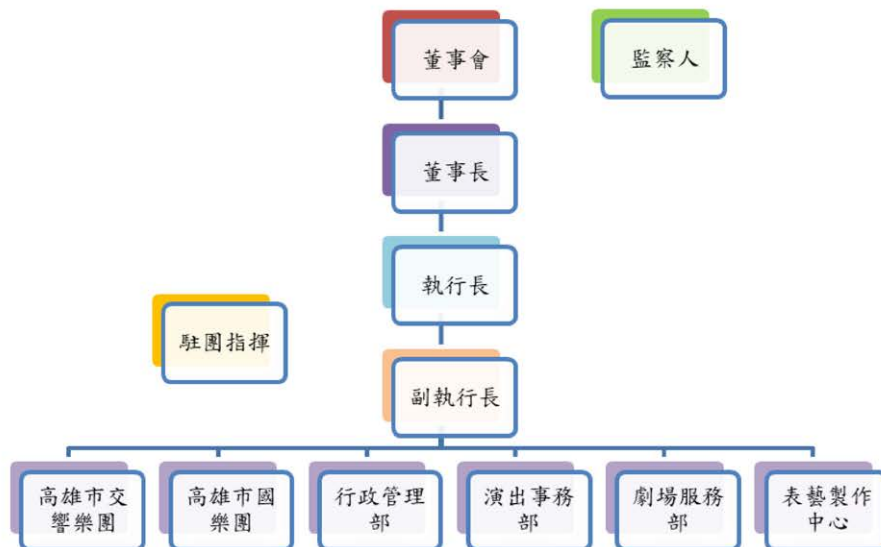 董事會
監察人
董事長
執行長
駐團指揮
副執行長
高雄市交
響樂團
高雄市國
樂團
行政管理
部
演出事務
部
劇場服務
部
表藝製作
中心